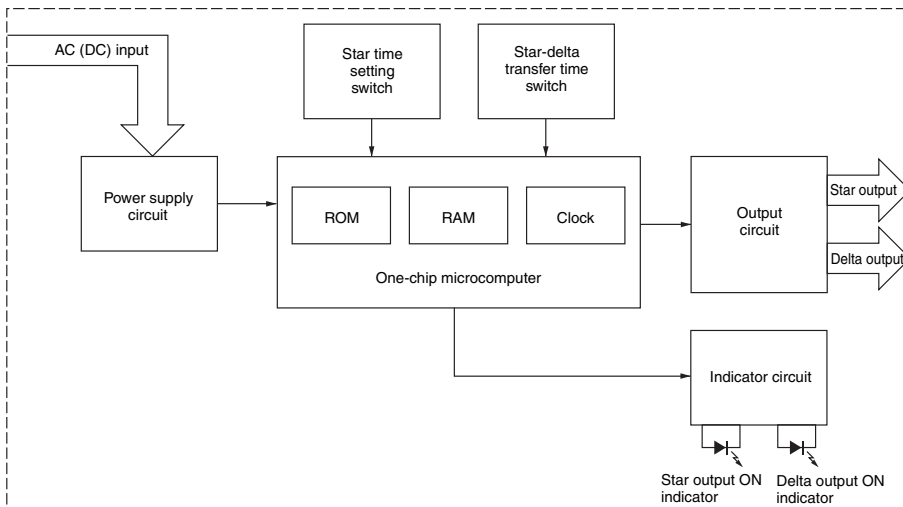 AC (DC) input
Star time
setting
switch
Star-delta
transfer time
switch
Power supply
circuit
ROM
RAM
Clock
One-chip microcomputer
Output
circuit
Star output
Delta output
Indicator circuit
Star output ON
indicator
Delta output ON
indicator